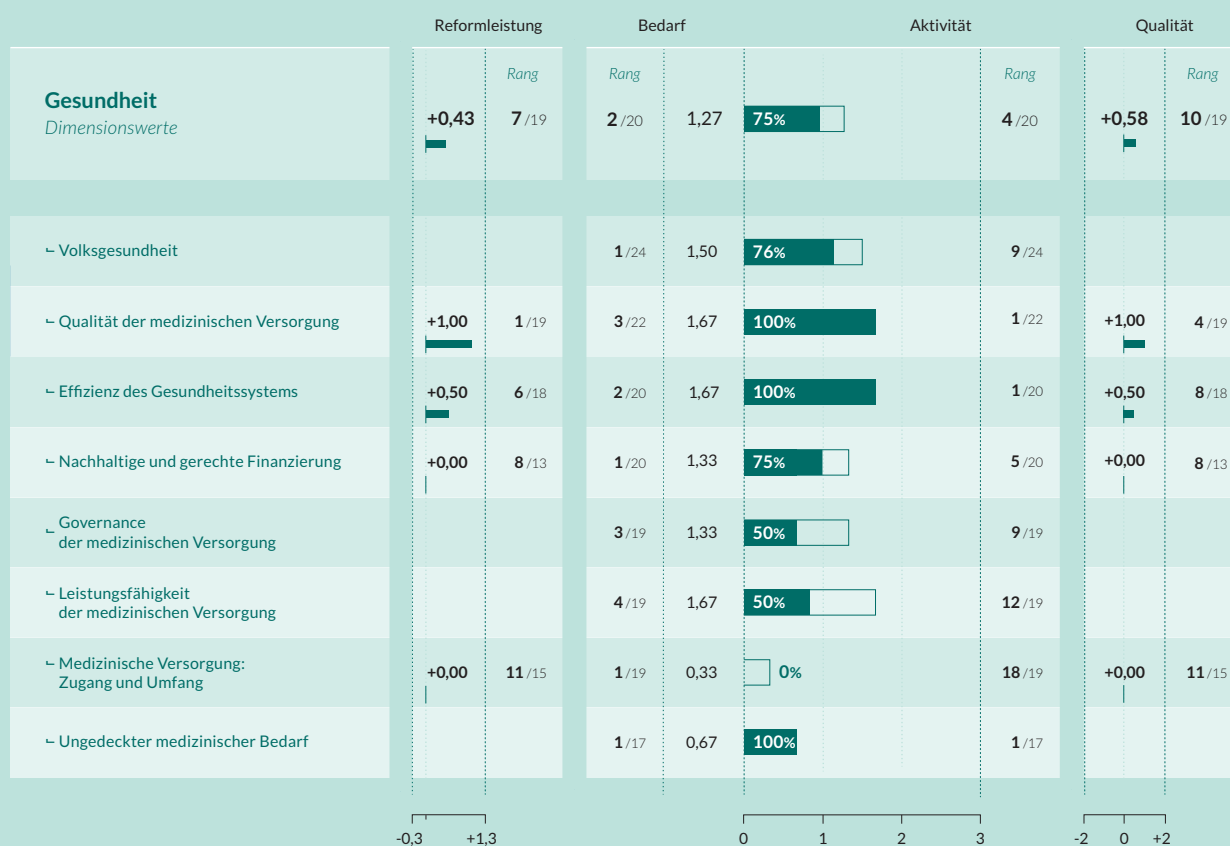 Reformleistung Bedarf Aktivität Qualität
Rang Rang Rang Rang
Gesundheit
Dimensionswerte
+0,43 7/19 2/20 1,27 75% 4/20 +0,58 10/19
Volksgesundheit 1/24 1,50 76% 9/24
Qualität der medizinischen Versorgung +1,00 1/19 3/22 1,67 100% 1/22 +1,00 4/19
Effizienz des Gesundheitssystems +0,50 6/18 2/20 1,67 100% 1/20 +0,50 8/18
Nachhaltige und gerechte Finanzierung +0,00 8/13 1/20 1,33 75% 5/20 +0,00 8/13
Governance
der medizinischen Versorgung
3/19 1,33 50% 9/19
Leistungsfähigkeit
der medizinischen Versorgung
4/19 1,67 50% 12/19
Medizinische Versorgung:
Zugang und Umfang
+0,00 11/15 1/19 0,33 0% 18/19 +0,00 11/15
Ungedeckter medizinischer Bedarf 1/17 0,67 100% 1/17
-0,3 +1,3 0 1 2 3 -2 0 +2